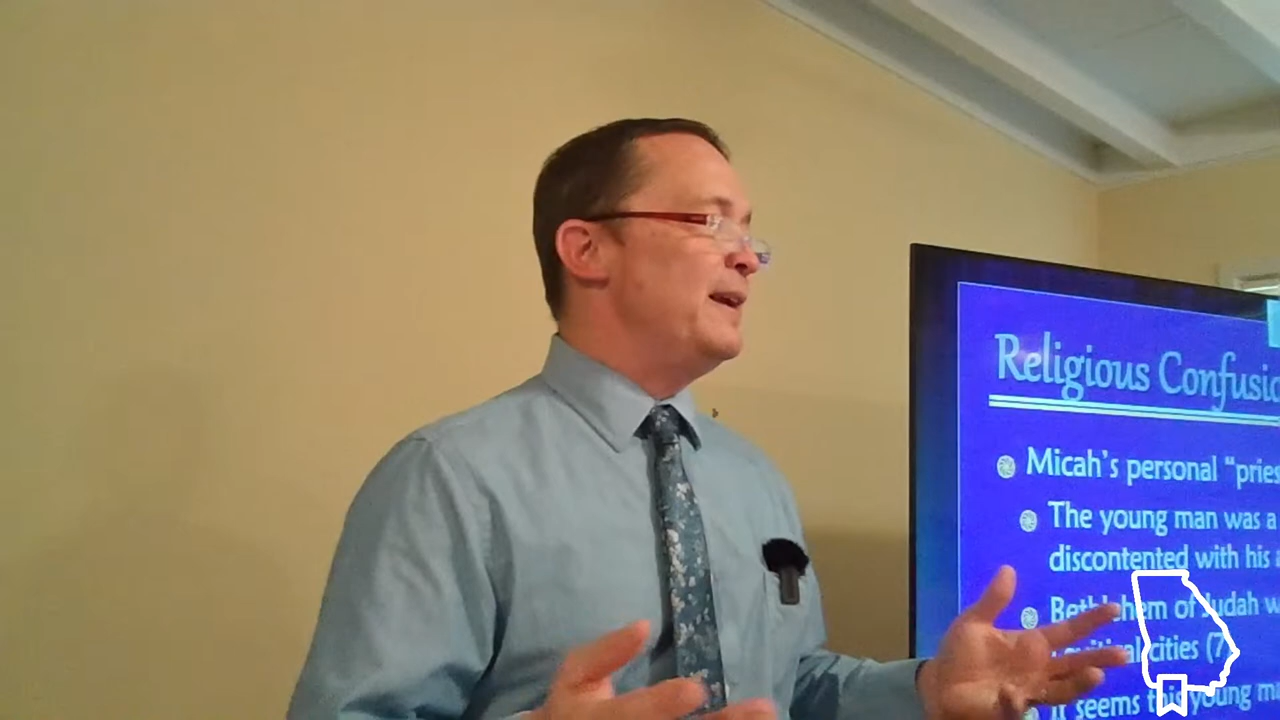 Religious Confusio
Micah's personal "pries
The young man was a
discontented with his
Bethlehem of Judah w
cities (7
It seems this young m